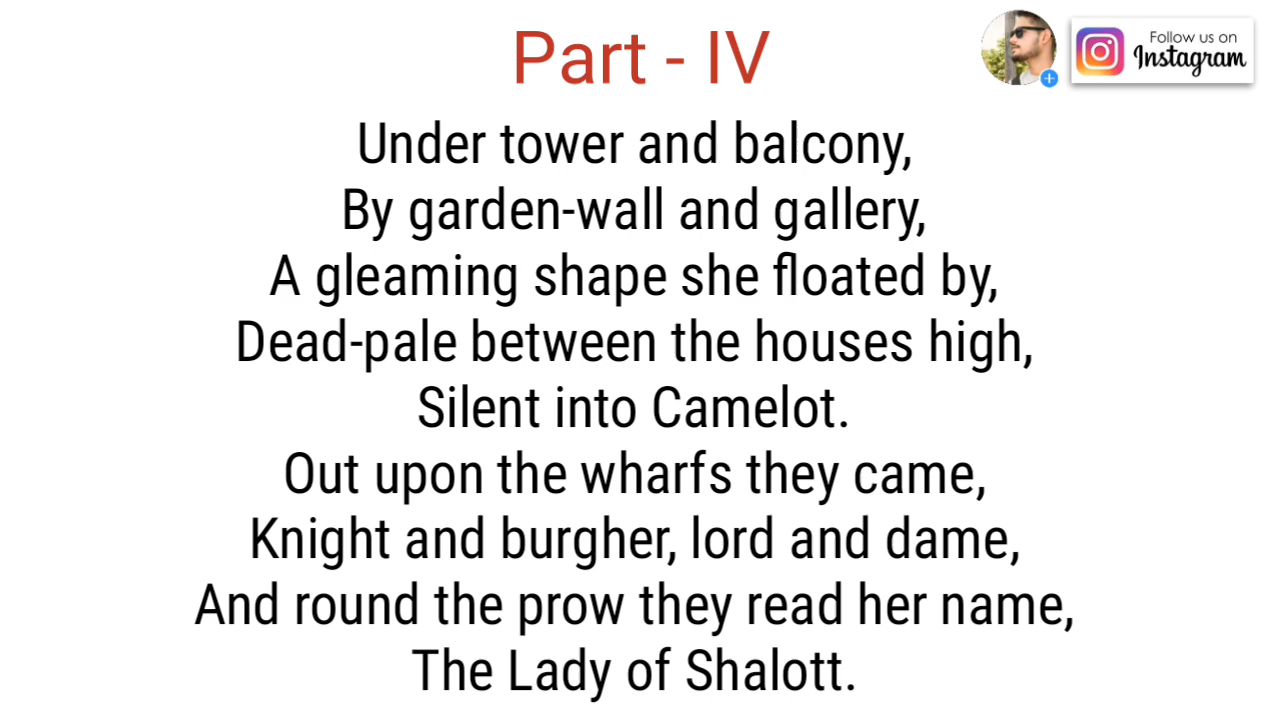 Part - IV
Follow us on
Instagram
Under tower and balcony,
By garden-wall and gallery,
A gleaming shape she floated by,
Dead-pale between the houses high,
Silent into Camelot.
Out upon the wharfs they came,
Knight and burgher, lord and dame,
And round the prow they read her name,
The Lady of Shalott.